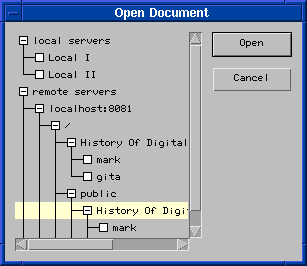 Open Document
local servers
Local I
Local II
remote servers
localhost:8081
/
History Of Digital
mark
gita
public
History Of Digi
mark
Open
Cancel